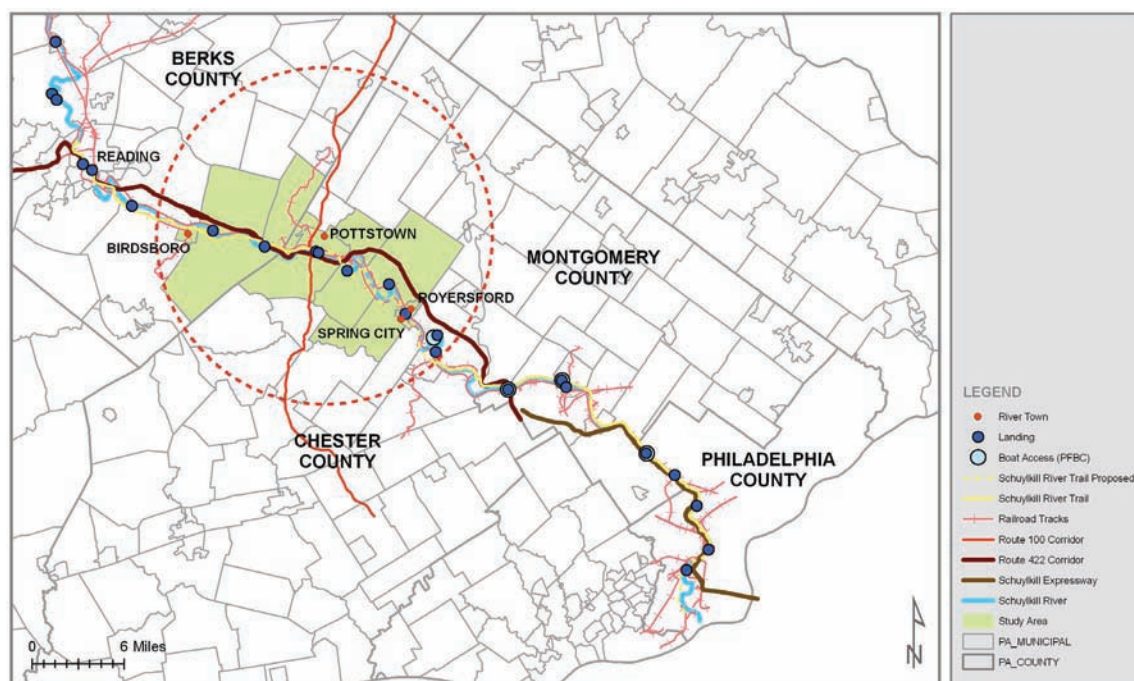 BERKS
COUNTY
READING
BIRDSBORO
POTTSTOWN
MONTGOMERY
COUNTY
ROYERSFORD
SPRING CITY
CHESTER
COUNTY
PHILADELPHIA
COUNTY
0 6 Miles
N
LEGEND
River Town
Landing
Boat Access (PFBC)
Schuylkill River Trail Proposed
Schuylkill River Trail
Railroad Tracks
Route 100 Corridor
Route 422 Corridor
Schuylkill Expressway
Schuylkill River
Study Area
PA_MUNICIPAL
PA_COUNTY